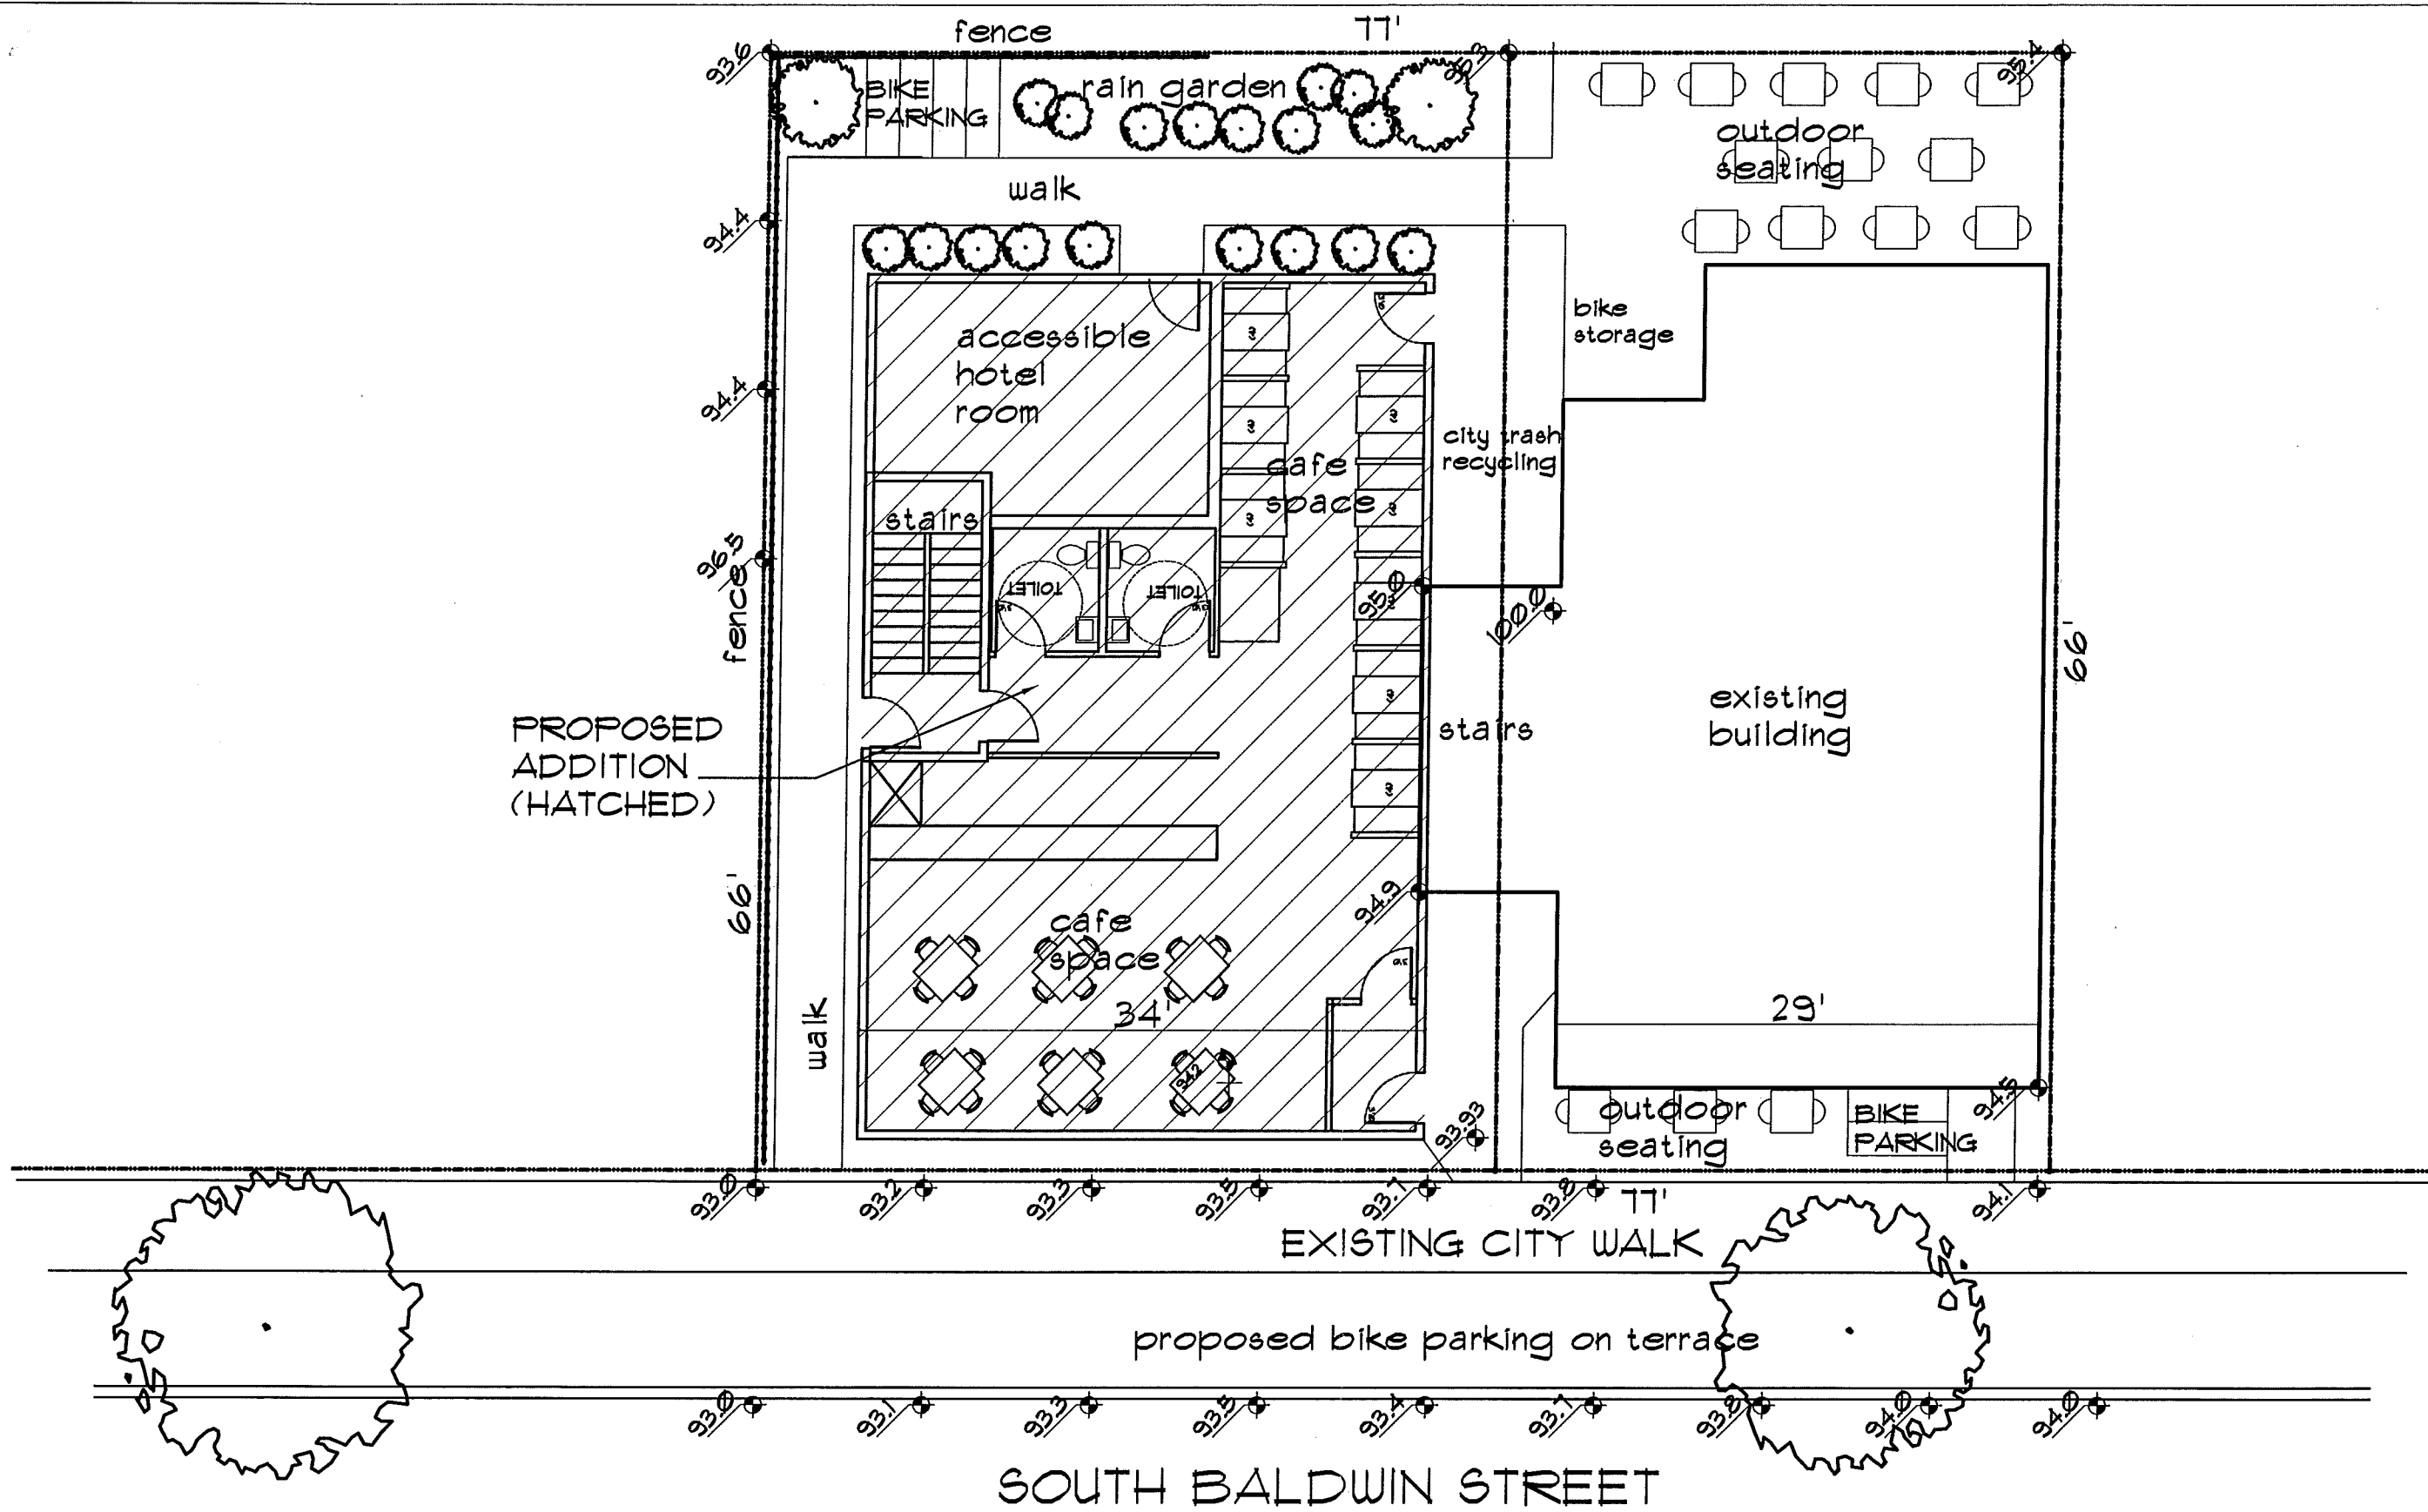 fence
77'
93.6
95.3
95.4
BIKE
PARKING
rain garden
outdoor
seating
walk
94.4
accessible
hotel
room
bike
storage
94.4
city trash
recycling
cafe
space
stairs
96.5
fence
TOILET
TOILET
95.0
100.0
66'
existing
building
stairs
PROPOSED
ADDITION
(HATCHED)
66'
94.9
cafe
space
walk
34'
29'
94.2
94.5
outdoor
seating
BIKE
PARKING
93.93
93.0
93.2
93.3
93.5
93.7
93.8
94.1
77'
EXISTING CITY WALK
proposed bike parking on terrace
93.0
93.1
93.3
93.5
93.4
93.1
93.8
94.0
94.0
SOUTH BALDWIN STREET